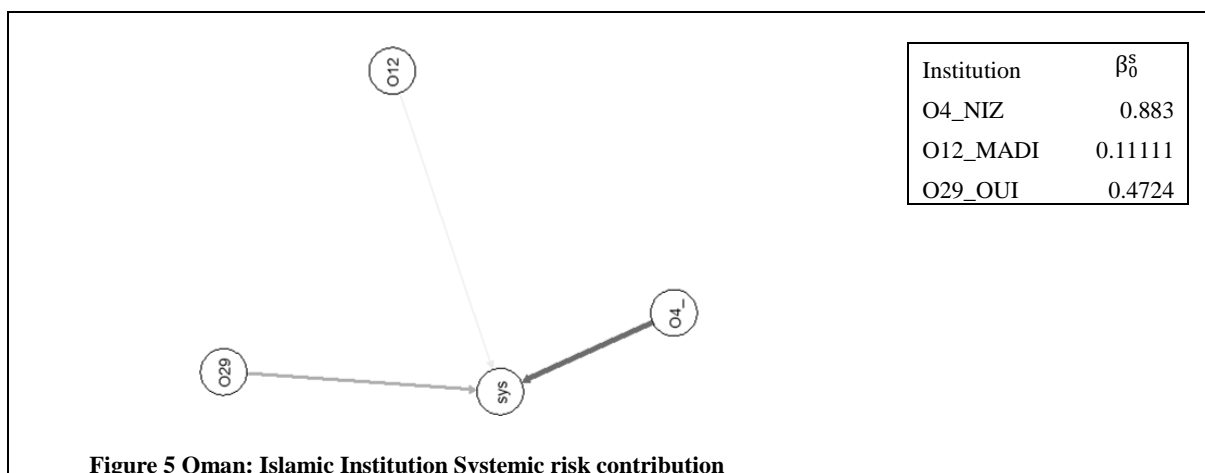 O12
Institution β₀ˢ
O4_NIZ 0.883
O12_MADI 0.11111
O29_OUI 0.4724
O4_
O29
sys
Figure 5 Oman: Islamic Institution Systemic risk contribution